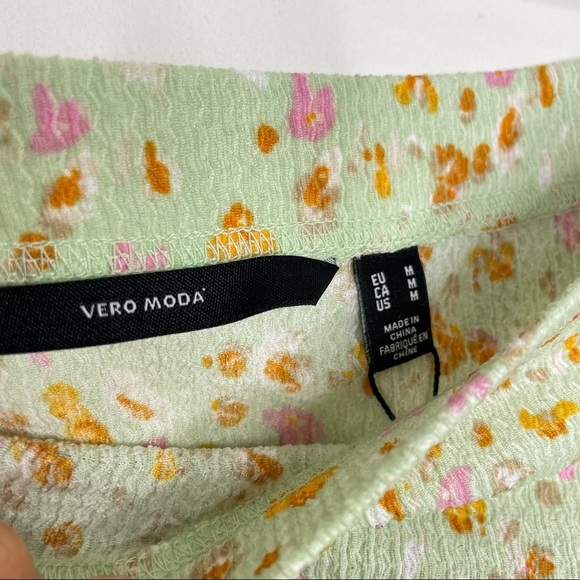 VERO MODA
EU M
CA M
US M
MADE IN
CHINA
FABRIQUÉ EN
CHINE